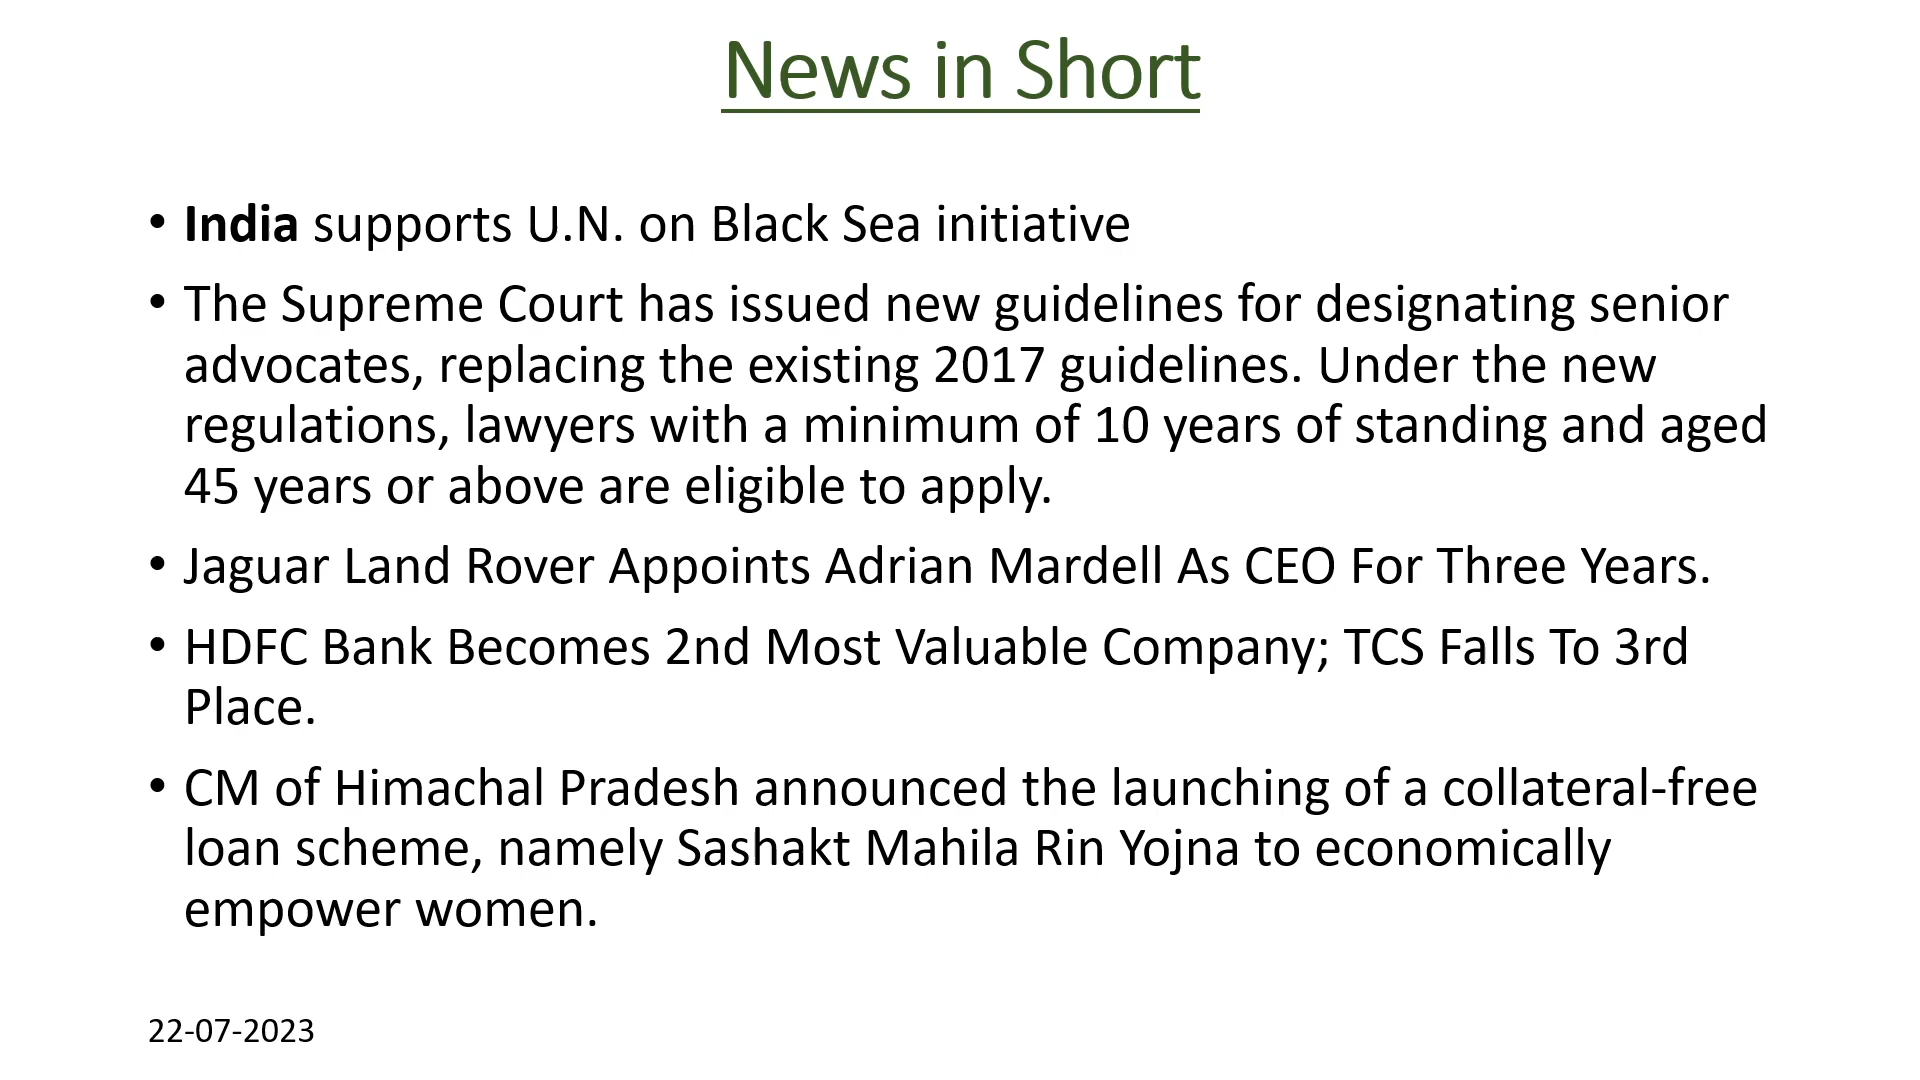 News in Short
• India supports U.N. on Black Sea initiative
• The Supreme Court has issued new guidelines for designating senior
advocates, replacing the existing 2017 guidelines. Under the new
regulations, lawyers with a minimum of 10 years of standing and aged
45 years or above are eligible to apply.
• Jaguar Land Rover Appoints Adrian Mardell As CEO For Three Years.
• HDFC Bank Becomes 2nd Most Valuable Company; TCS Falls To 3rd
Place.
• CM of Himachal Pradesh announced the launching of a collateral-free
loan scheme, namely Sashakt Mahila Rin Yojna to economically
empower women.
22-07-2023